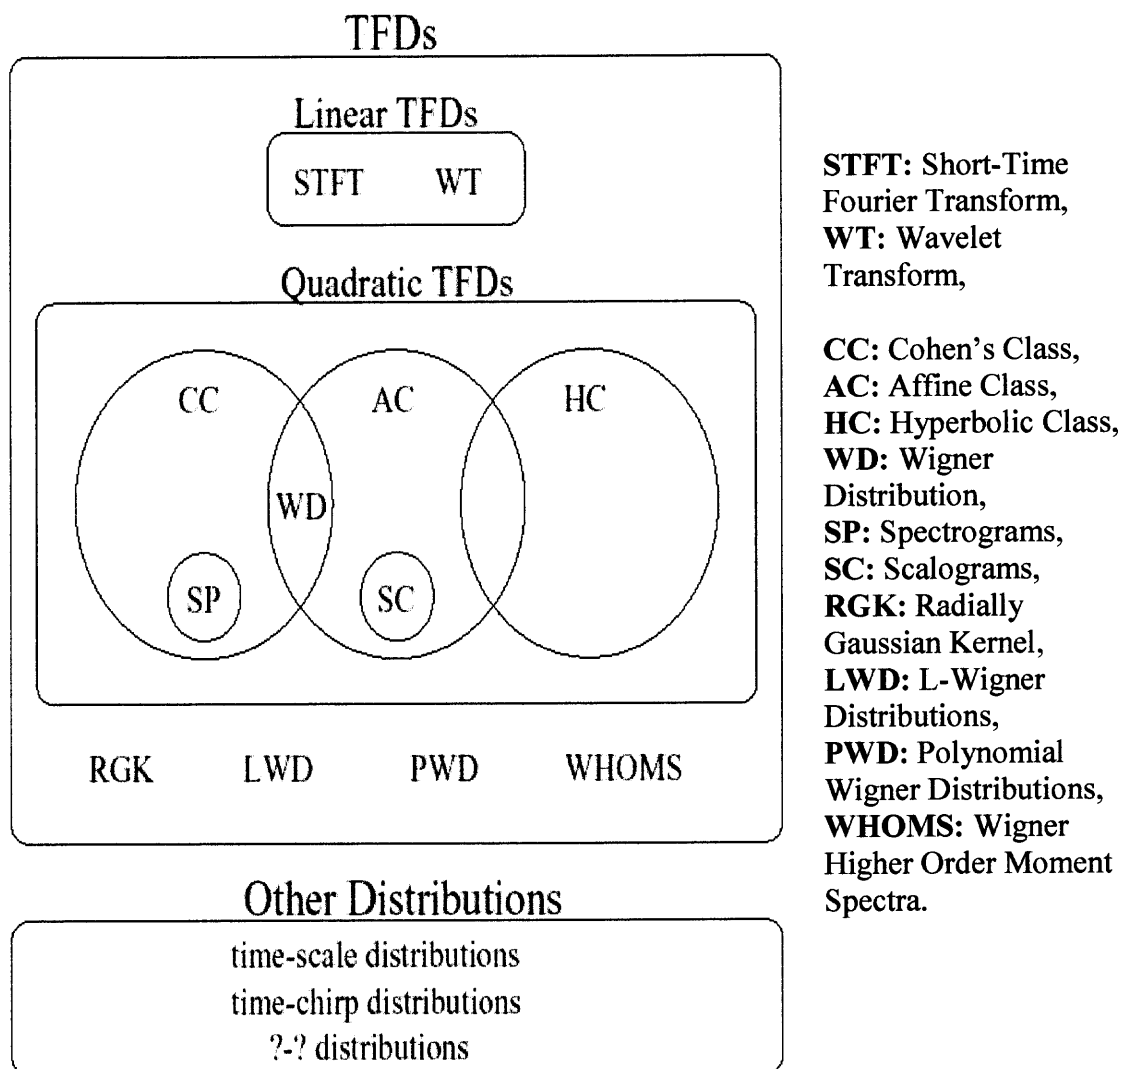 TFDs
Linear TFDs
STFT WT
Quadratic TFDs
CC AC HC
WD
SP SC
RGK LWD PWD WHOMS
Other Distributions
time-scale distributions
time-chirp distributions
?-? distributions
STFT: Short-Time
Fourier Transform,
WT: Wavelet
Transform,
CC: Cohen's Class,
AC: Affine Class,
HC: Hyperbolic Class,
WD: Wigner
Distribution,
SP: Spectrograms,
SC: Scalograms,
RGK: Radially
Gaussian Kernel,
LWD: L-Wigner
Distributions,
PWD: Polynomial
Wigner Distributions,
WHOMS: Wigner
Higher Order Moment
Spectra.